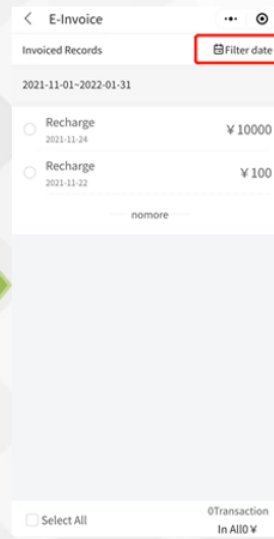 E-Invoice
Invoiced Records
Filter date
2021-11-01~2022-01-31
Recharge
¥10000
2021-11-24
Recharge
¥100
2021-11-22
nomore
Select All
0Transaction
In All0¥